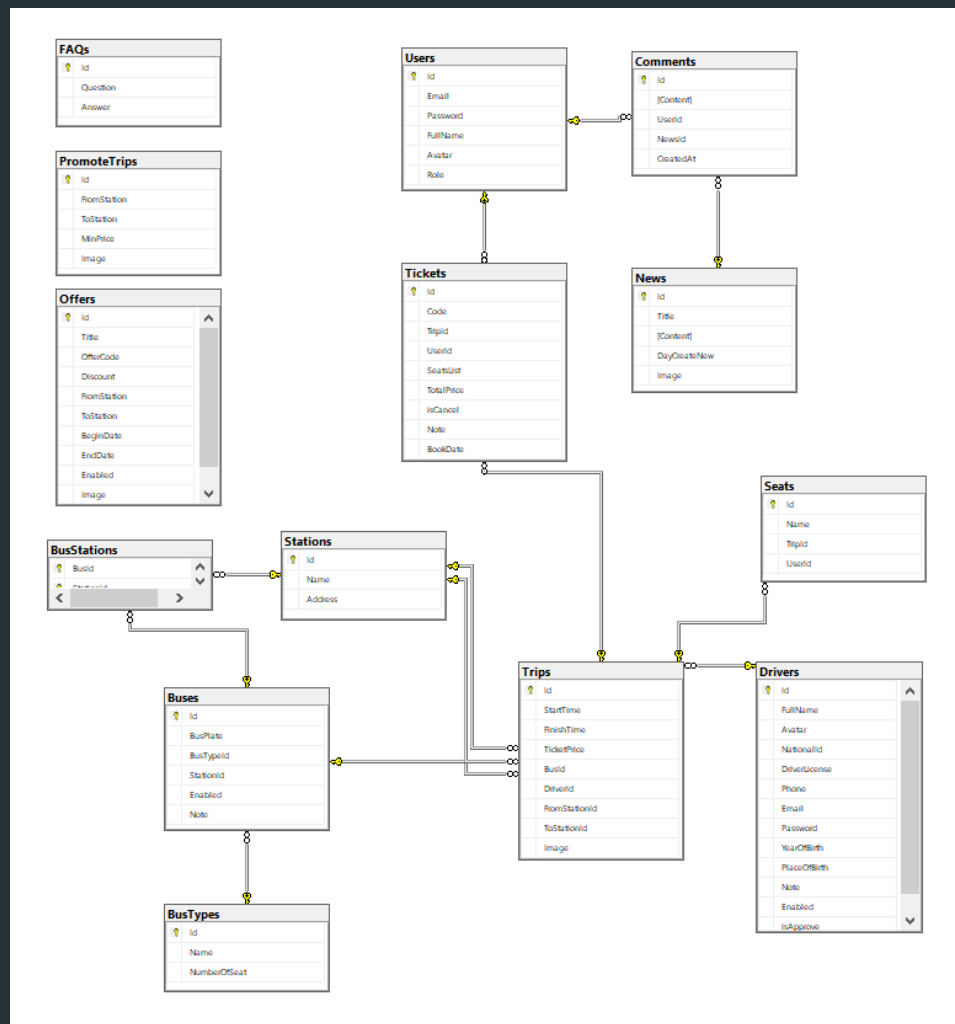 FAQs
Id
Question
Answer
PromoteTrips
Id
FromStation
ToStation
MinPrice
Image
Offers
Id
Title
OfferCode
Discount
FromStation
ToStation
BeginDate
EndDate
Enabled
Image
Users
Id
Email
Password
FullName
Avatar
Role
Comments
Id
[Content]
UserId
NewsId
CreatedAt
Tickets
Id
Code
TripId
UserId
SeatsList
TotalPrice
IsCancel
Note
BookDate
News
Id
Title
[Content]
DayCreateNew
Image
Seats
Id
Name
TripId
UserId
BusStations
BusId
StationId
Stations
Id
Name
Address
Buses
Id
BusPlate
BusTypeId
StationId
Enabled
Note
Trips
Id
StartTime
FinishTime
TicketPrice
BusId
DriverId
FromStationId
ToStationId
Image
Drivers
Id
FullName
Avatar
NationalId
DriverLicense
Phone
Email
Password
YearOfBirth
PlaceOfBirth
Note
Enabled
IsApprove
BusTypes
Id
Name
NumberOfSeat